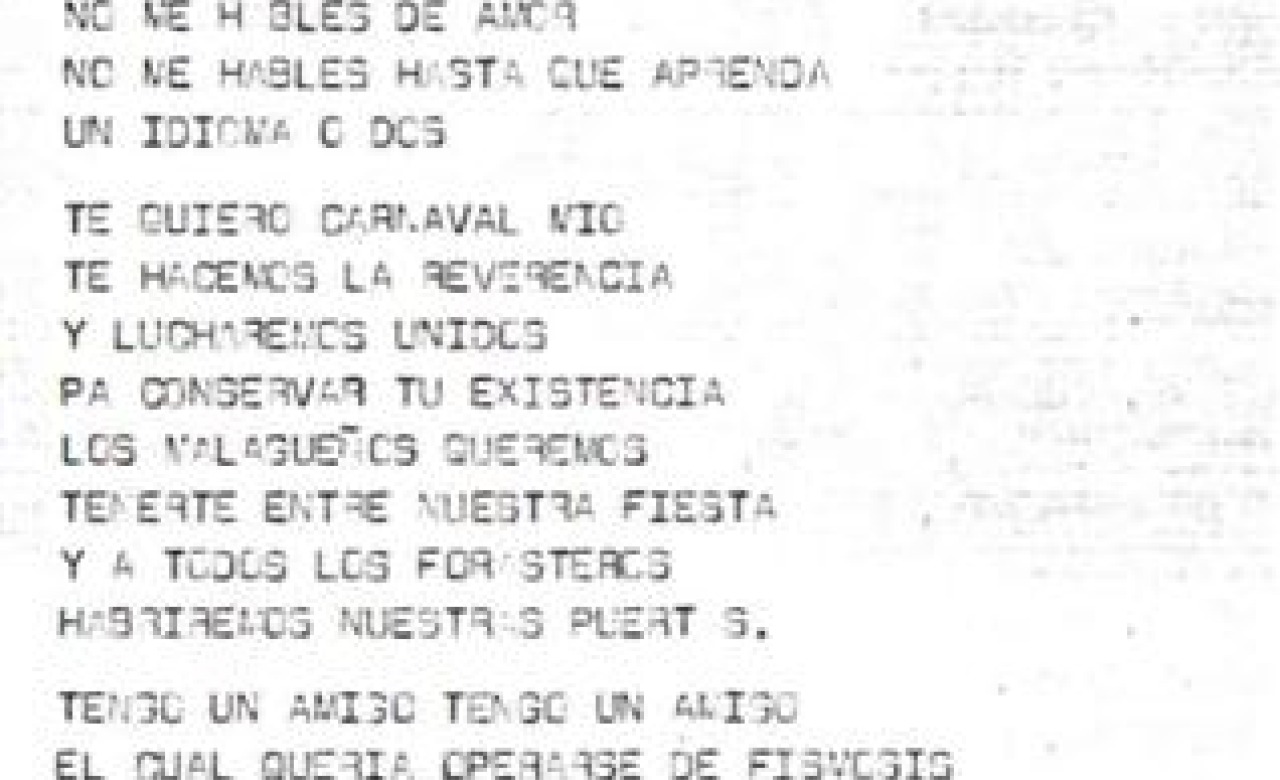 NO ME HABLES DE AMOR
NO ME HABLES HASTA QUE APRENDA
UN IDIOMA O DOS
TE QUIERO CARNAVAL MIO
TE HACEMOS LA REVERENCIA
Y LUCHAREMOS UNIDOS
PA CONSERVAR TU EXISTENCIA
LOS MALAGUEÑOS QUEREMOS
TENERTE ENTRE NUESTRA FIESTA
Y A TODOS LOS FORASTEROS
HABRIREMOS NUESTRAS PUERTAS.
TENGO UN AMIGO TENGO UN AMIGO
EL CUAL QUERIA OPERARSE DE FISMOSIS